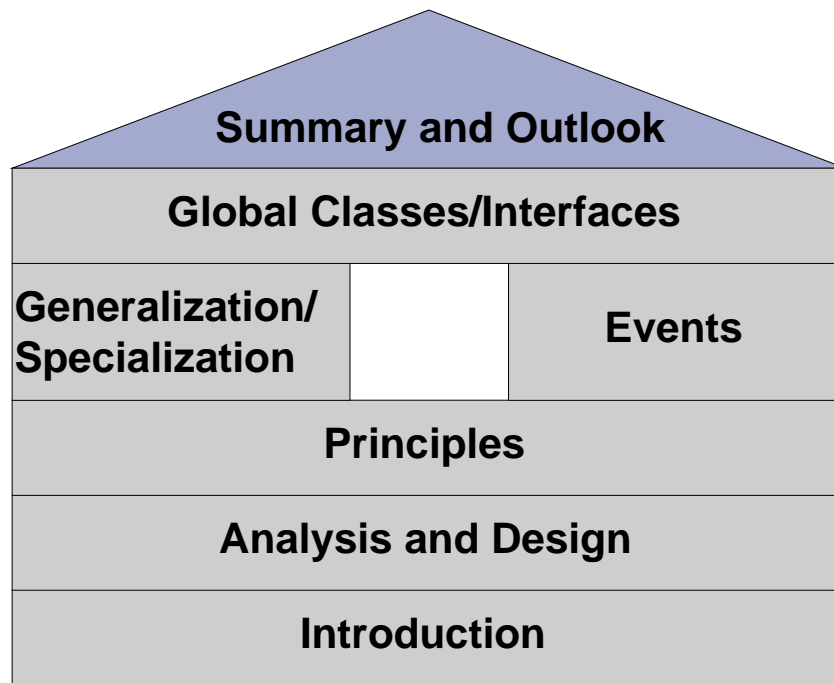 Summary and Outlook
Global Classes/Interfaces
Generalization/
Specialization
Events
Principles
Analysis and Design
Introduction